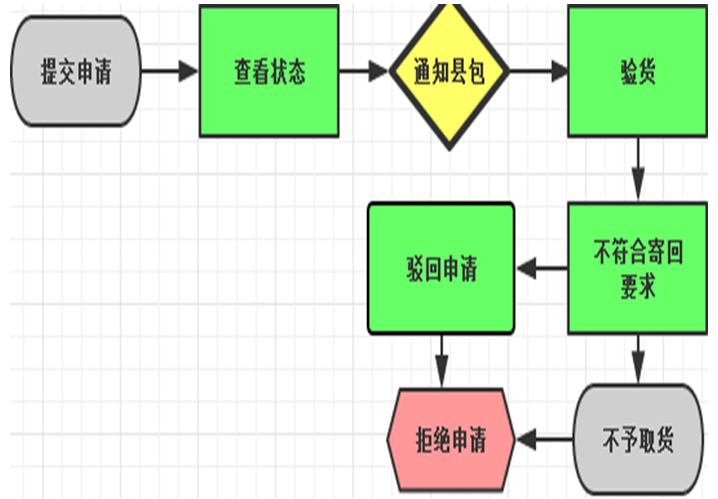 提交申请
查看状态
通知县包
验货
驳回申请
不符合寄回
要求
拒绝申请
不予取货